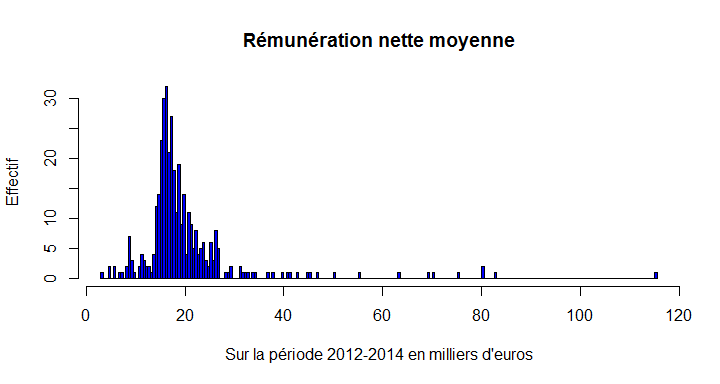 Rémunération nette moyenne
Effectif
30
20
10
5
0
0 20 40 60 80 100 120
Sur la période 2012-2014 en milliers d'euros